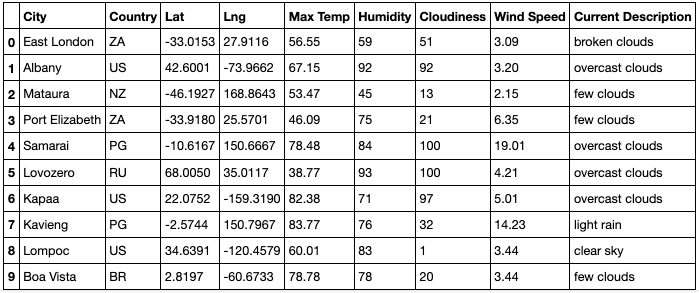 City Country Lat Lng Max Temp Humidity Cloudiness Wind Speed Current Description
0 East London ZA -33.0153 27.9116 56.55 59 51 3.09 broken clouds
1 Albany US 42.6001 -73.9662 67.15 92 92 3.20 overcast clouds
2 Mataura NZ -46.1927 168.8643 53.47 45 13 2.15 few clouds
3 Port Elizabeth ZA -33.9180 25.5701 46.09 75 21 6.35 few clouds
4 Samarai PG -10.6167 150.6667 78.48 84 100 19.01 overcast clouds
5 Lovozero RU 68.0050 35.0117 38.77 93 100 4.21 overcast clouds
6 Kapaa US 22.0752 -159.3190 82.38 71 97 5.01 overcast clouds
7 Kavieng PG -2.5744 150.7967 83.77 76 32 14.23 light rain
8 Lompoc US 34.6391 -120.4579 60.01 83 1 3.44 clear sky
9 Boa Vista BR 2.8197 -60.6733 78.78 78 20 3.44 few clouds